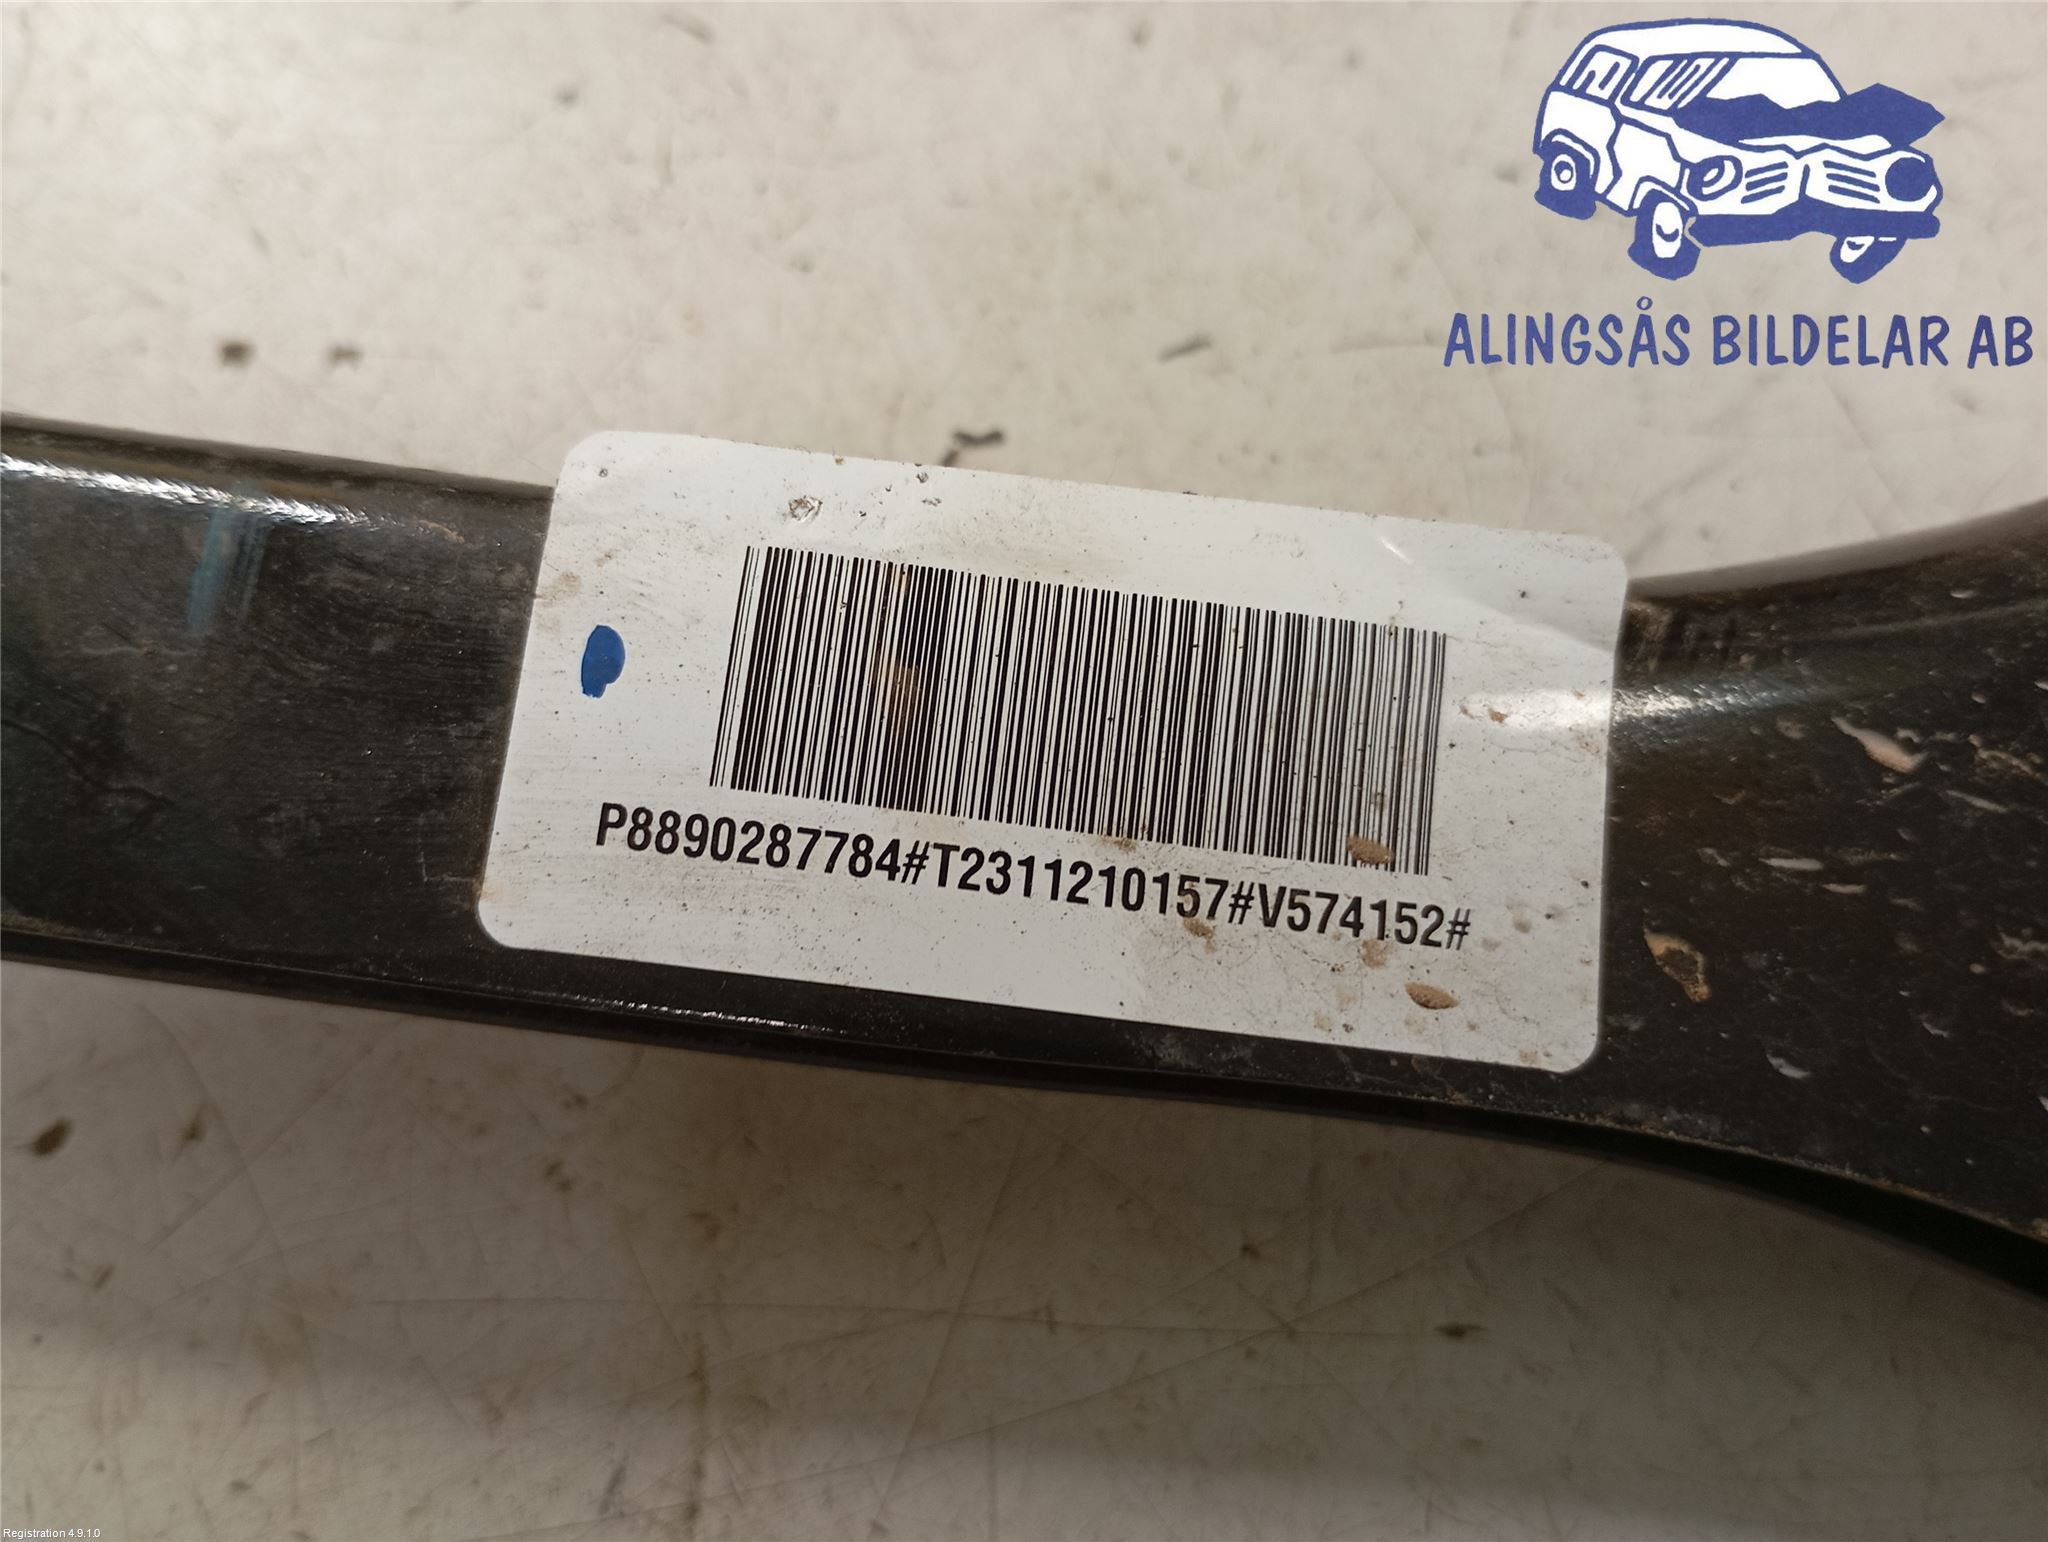 ALINGSÅS BILDELAR AB
P8890287784#T2311210157#V574152#
Registration 4.9.1.0